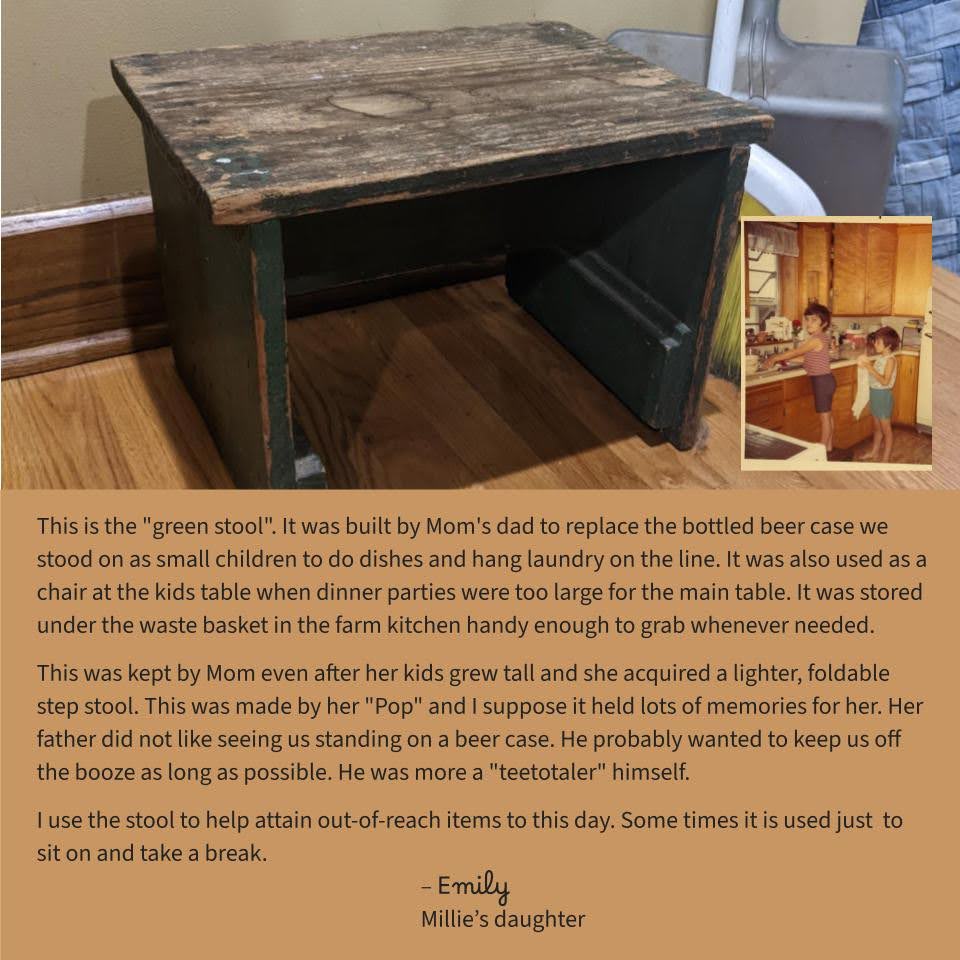 This is the "green stool". It was built by Mom's dad to replace the bottled beer case we
stood on as small children to do dishes and hang laundry on the line. It was also used as a
chair at the kids table when dinner parties were too large for the main table. It was stored
under the waste basket in the farm kitchen handy enough to grab whenever needed.
This was kept by Mom even after her kids grew tall and she acquired a lighter, foldable
step stool. This was made by her "Pop" and I suppose it held lots of memories for her. Her
father did not like seeing us standing on a beer case. He probably wanted to keep us off
the booze as long as possible. He was more a "teetotaler" himself.
I use the stool to help attain out-of-reach items to this day. Some times it is used just  to
sit on and take a break.
– Emily
Millie’s daughter